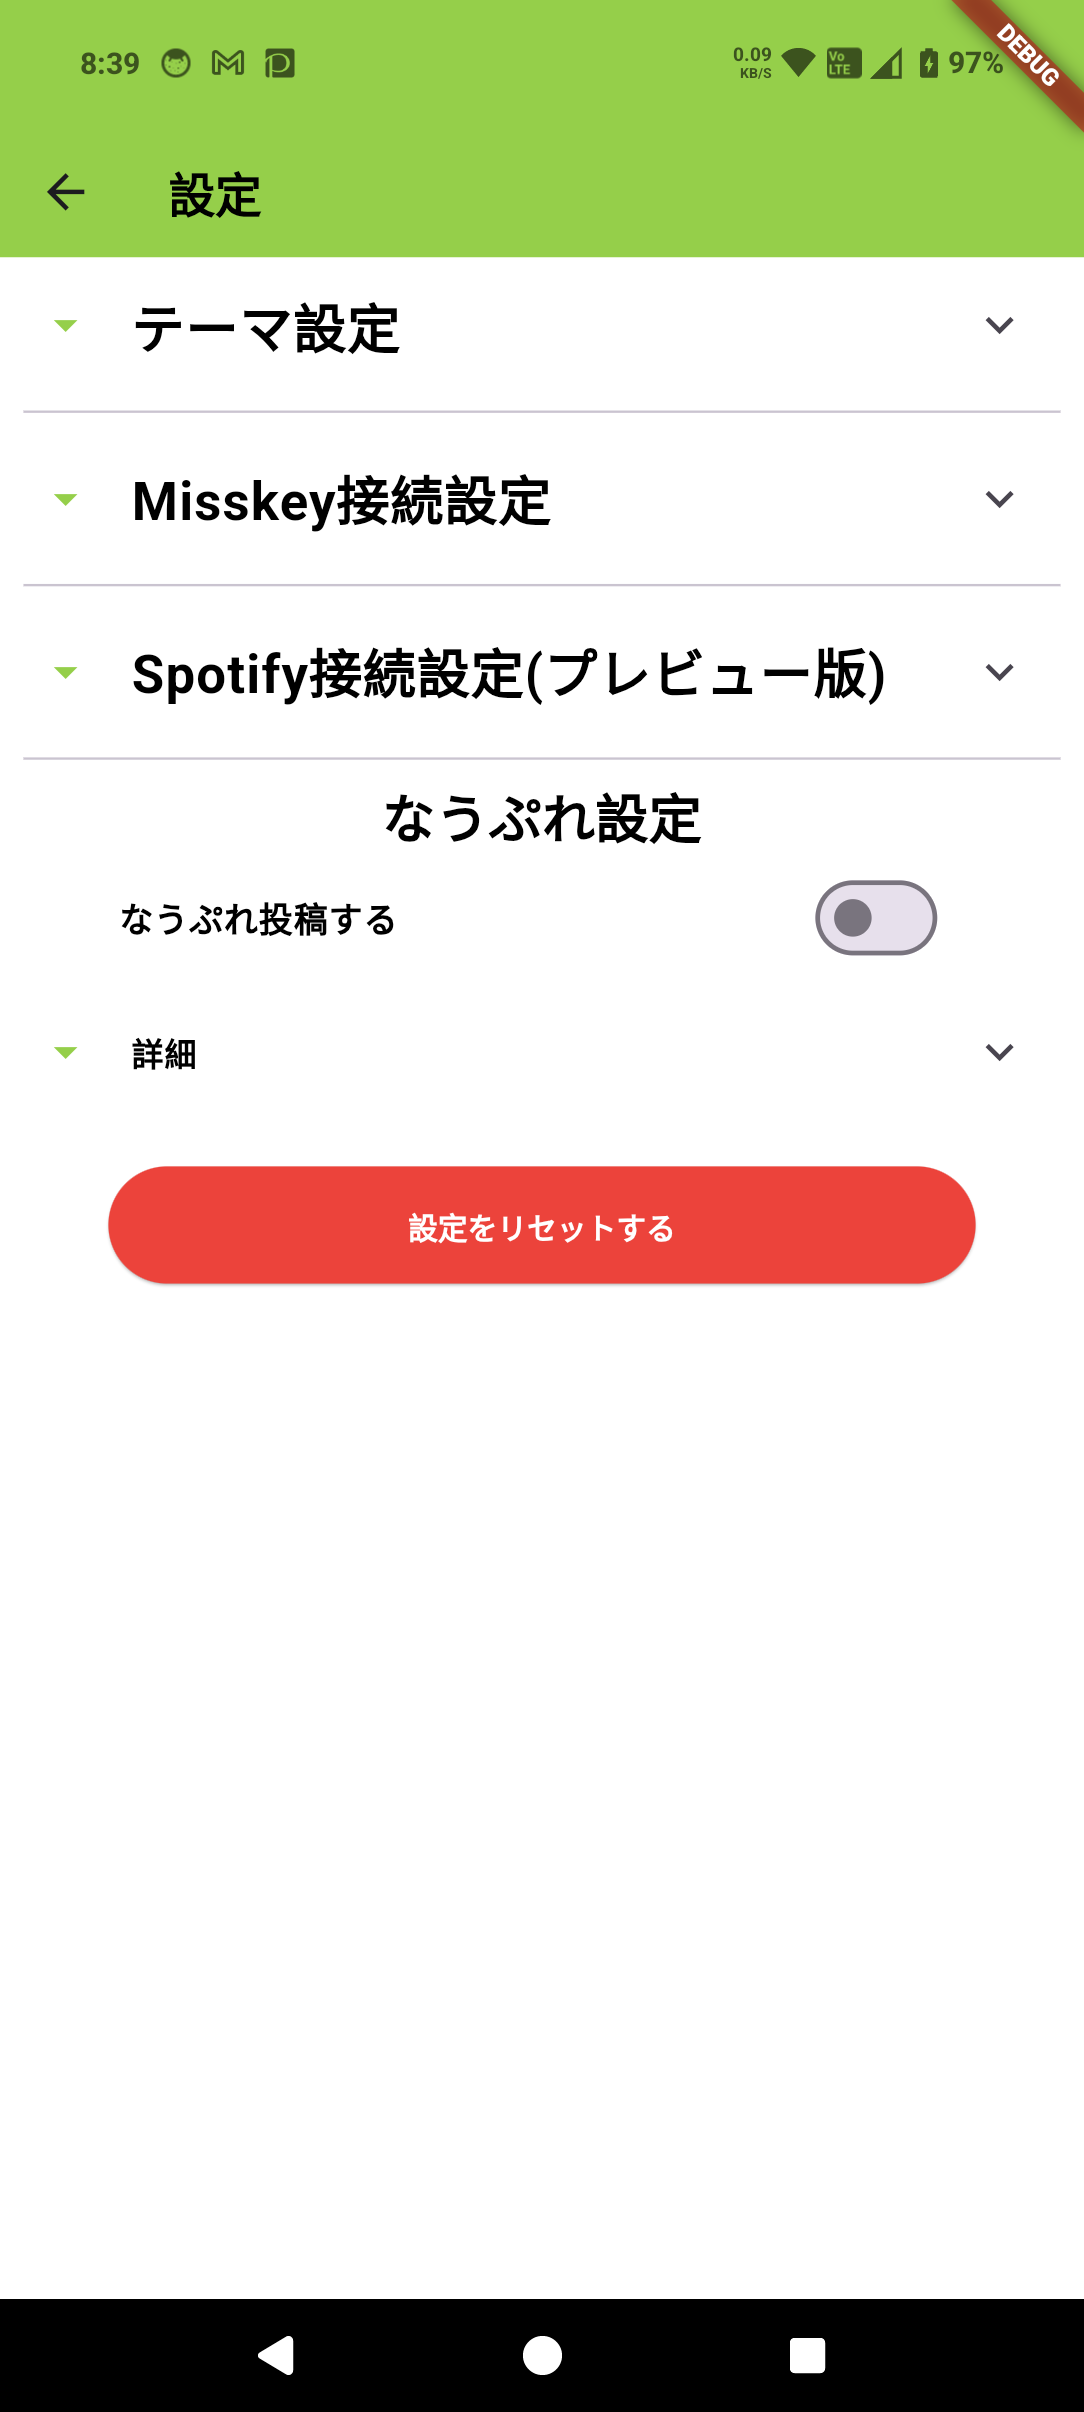 8:39
0.09
KB/S
Vo
LTE
97%
DEBUG
設定
テーマ設定
Misskey接続設定
Spotify接続設定(プレビュー版)
なうぷれ設定
なうぷれ投稿する
詳細
設定をリセットする